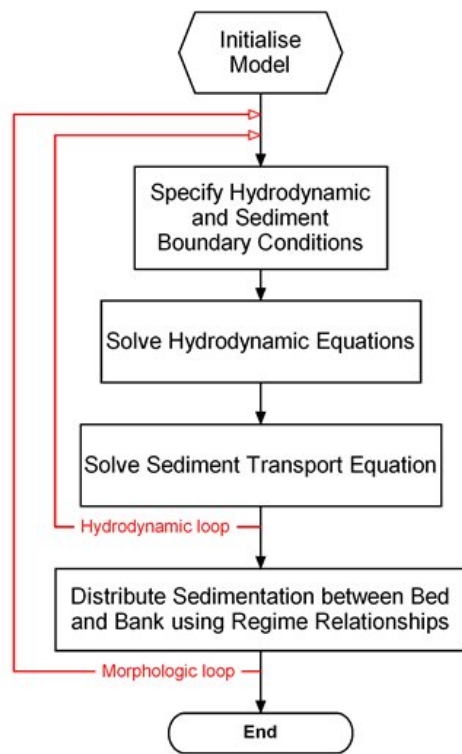 Initialise
Model
Specify Hydrodynamic
and Sediment
Boundary Conditions
Solve Hydrodynamic Equations
Solve Sediment Transport Equation
Hydrodynamic loop
Distribute Sedimentation between Bed
and Bank using Regime Relationships
Morphologic loop
End